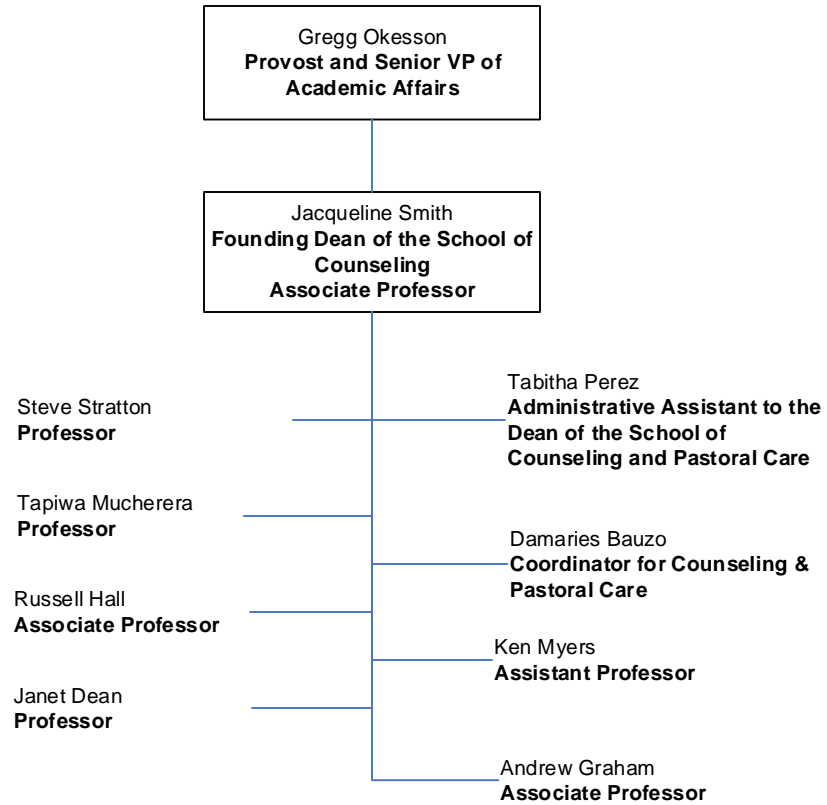 Gregg Okesson
Provost and Senior VP of
Academic Affairs
Jacqueline Smith
Founding Dean of the School of
Counseling
Associate Professor
Steve Stratton
Professor
Tabitha Perez
Administrative Assistant to the
Dean of the School of
Counseling and Pastoral Care
Tapiwa Mucherera
Professor
Damaries Bauzo
Coordinator for Counseling &
Pastoral Care
Russell Hall
Associate Professor
Ken Myers
Assistant Professor
Janet Dean
Professor
Andrew Graham
Associate Professor